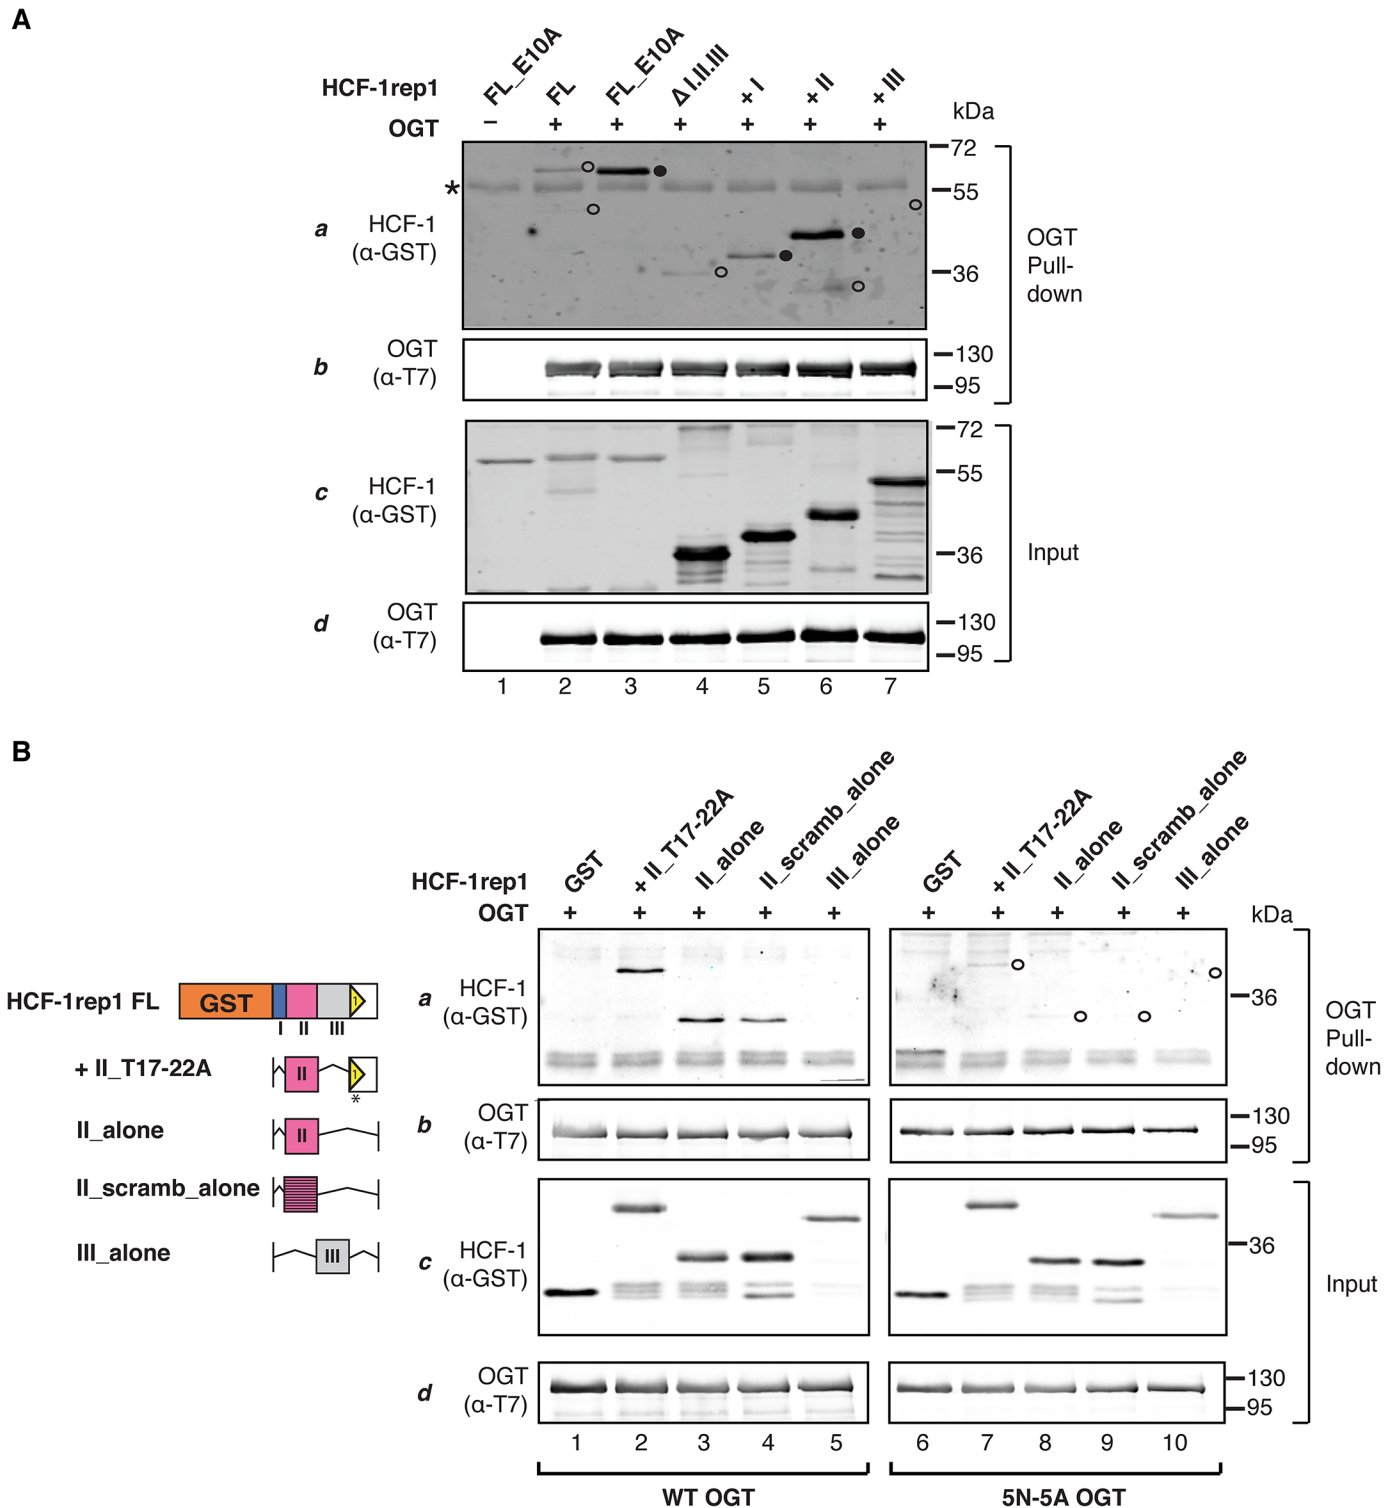 A
HCF-1rep1 FL_E10A FL FL_E10A Δ I.II.III + I + II + III
OGT – + + + + + +
kDa
72
* 55
a HCF-1
(α-GST)
36
OGT
Pull-
down
b OGT
(α-T7)
130
95
72
55
c HCF-1
(α-GST)
36
Input
d OGT
(α-T7)
130
95
1 2 3 4 5 6 7
B
HCF-1rep1 GST + II_T17-22A II_alone II_scramb_alone III_alone GST + II_T17-22A II_alone II_scramb_alone III_alone
OGT + + + + + + + + + +
kDa
HCF-1rep1 FL GST 1
I II III
+ II_T17-22A II 1
*
II_alone II
II_scramb_alone
III_alone III
a HCF-1
(α-GST)
36
OGT
Pull-
down
b OGT
(α-T7)
130
95
c HCF-1
(α-GST)
36
Input
d OGT
(α-T7)
130
95
1 2 3 4 5 6 7 8 9 10
WT OGT 5N-5A OGT